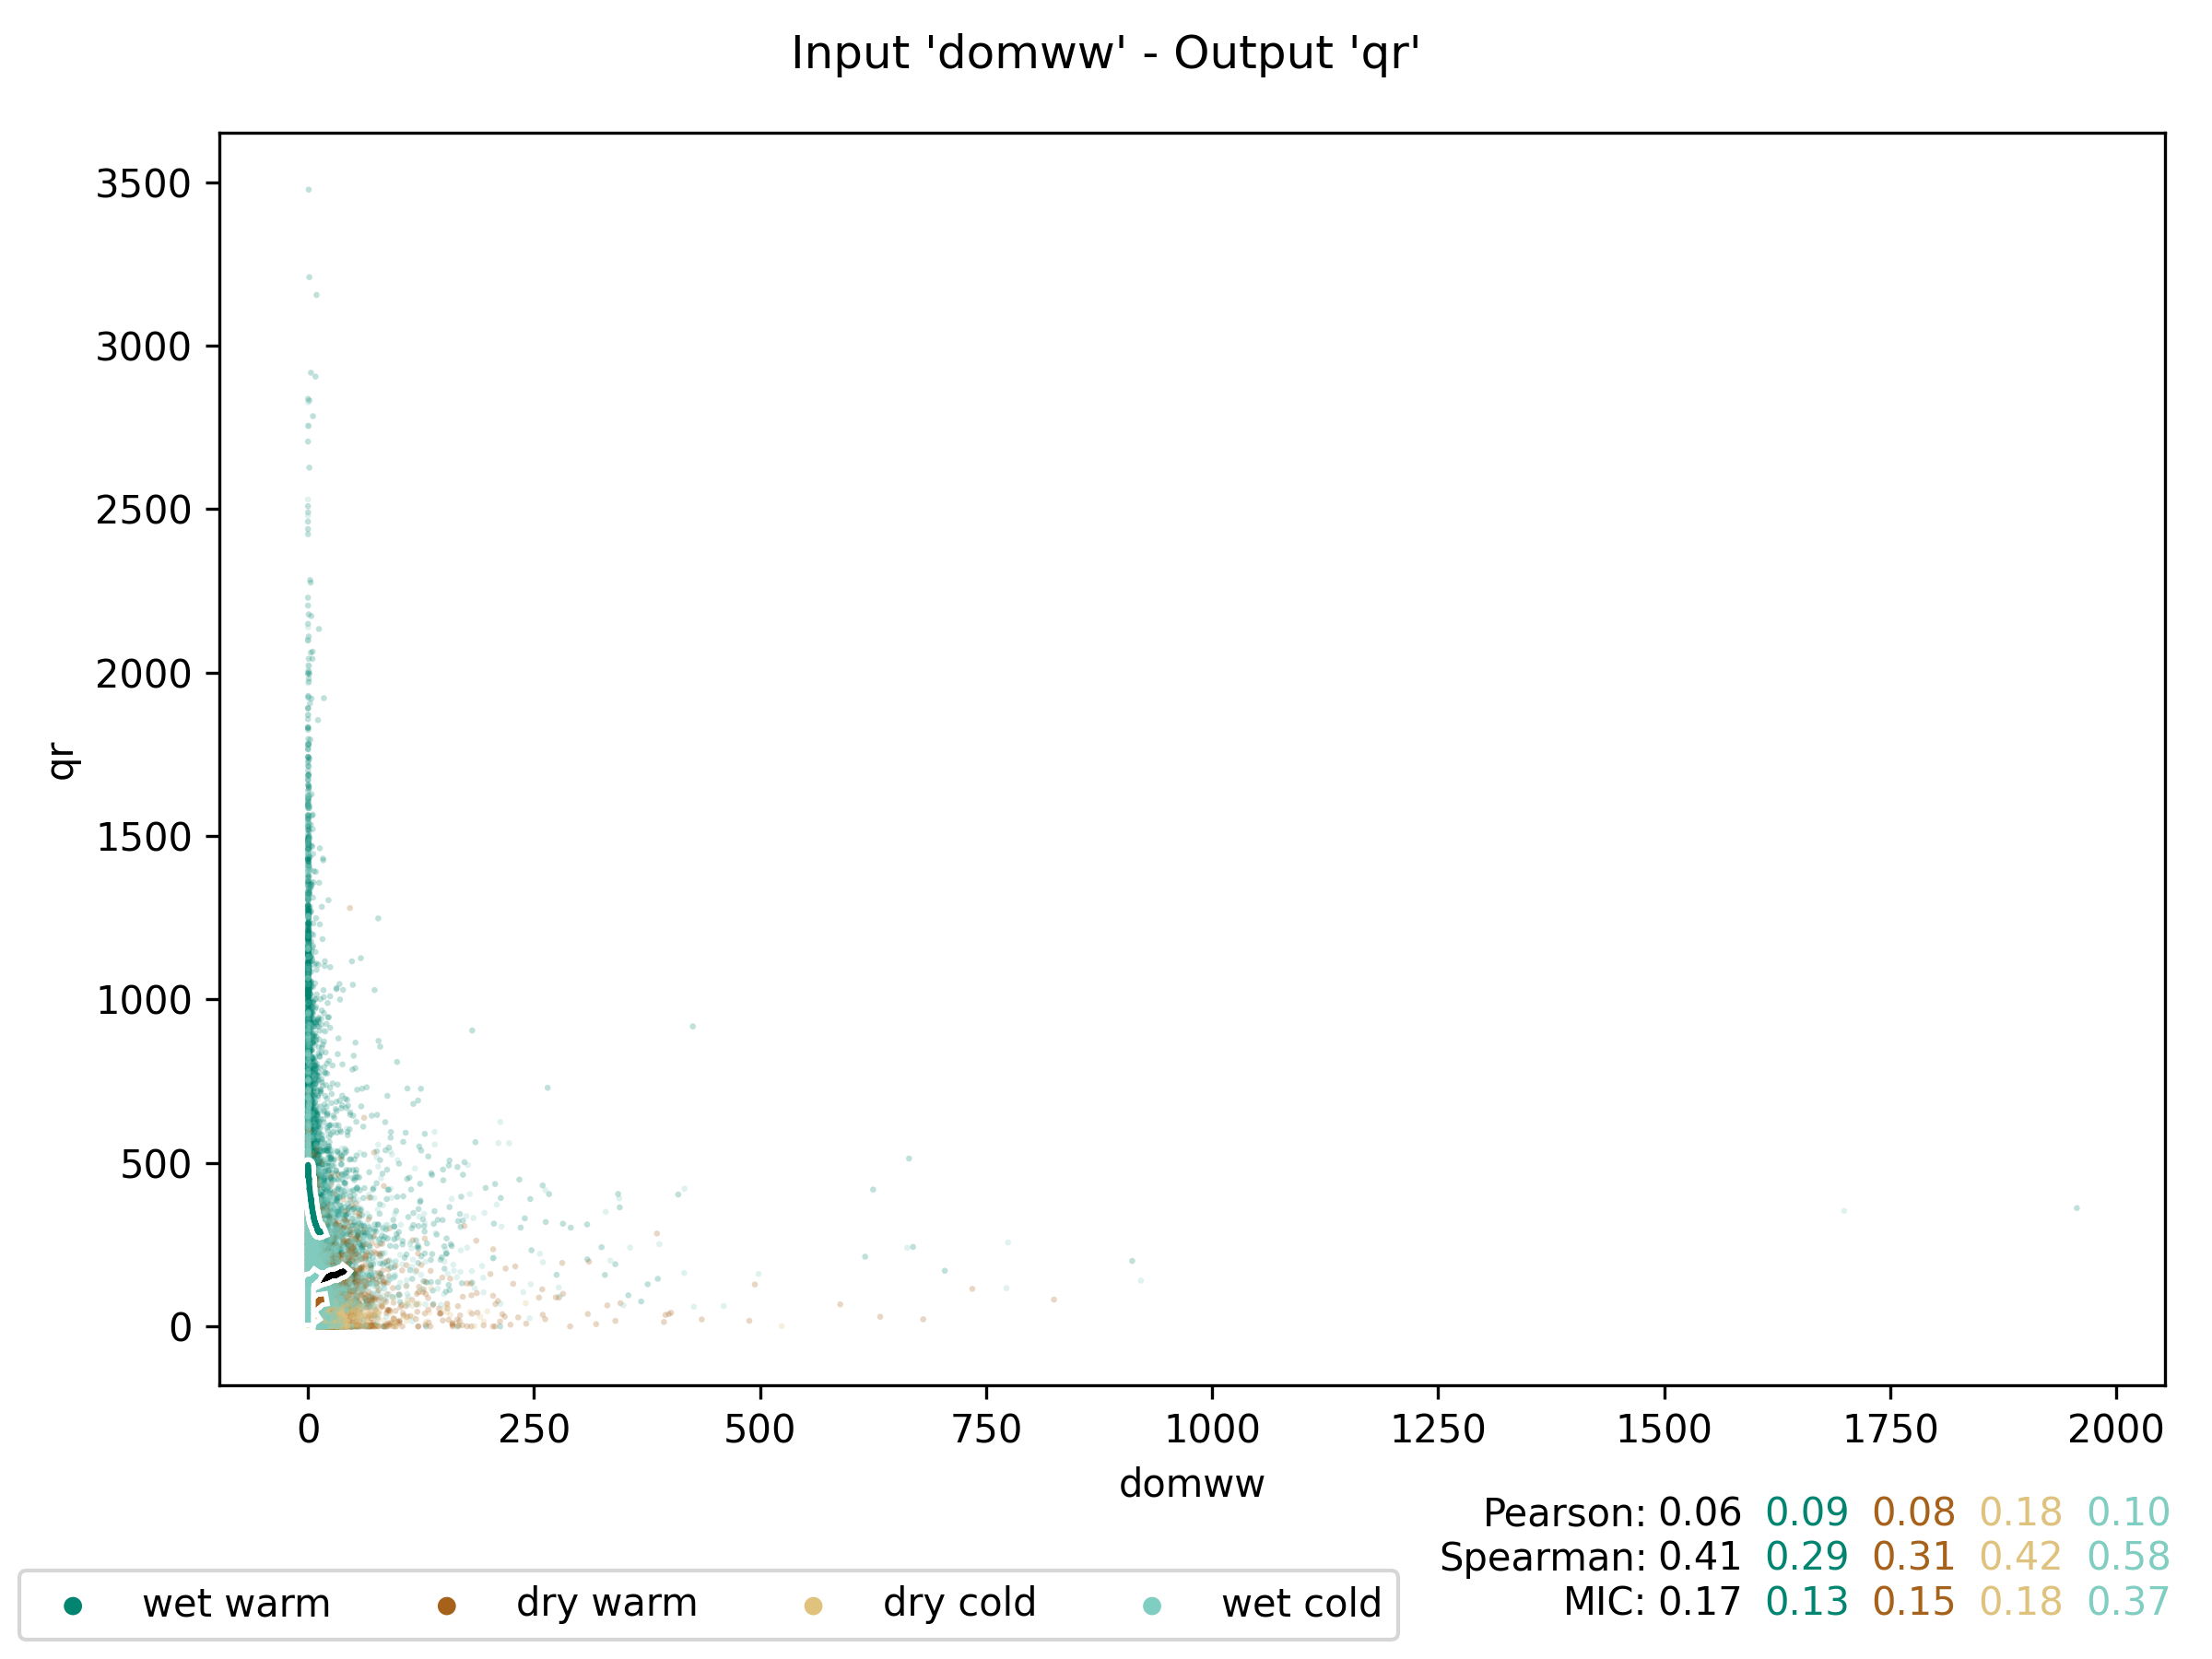 Input 'domww' - Output 'qr'
3500
3000
2500
2000
1500
1000
500
0
qr
0 250 500 750 1000 1250 1500 1750 2000
domww
Pearson: 0.06 0.09 0.08 0.18 0.10
Spearman: 0.41 0.29 0.31 0.42 0.58
MIC: 0.17 0.13 0.15 0.18 0.37
wet warm dry warm dry cold wet cold